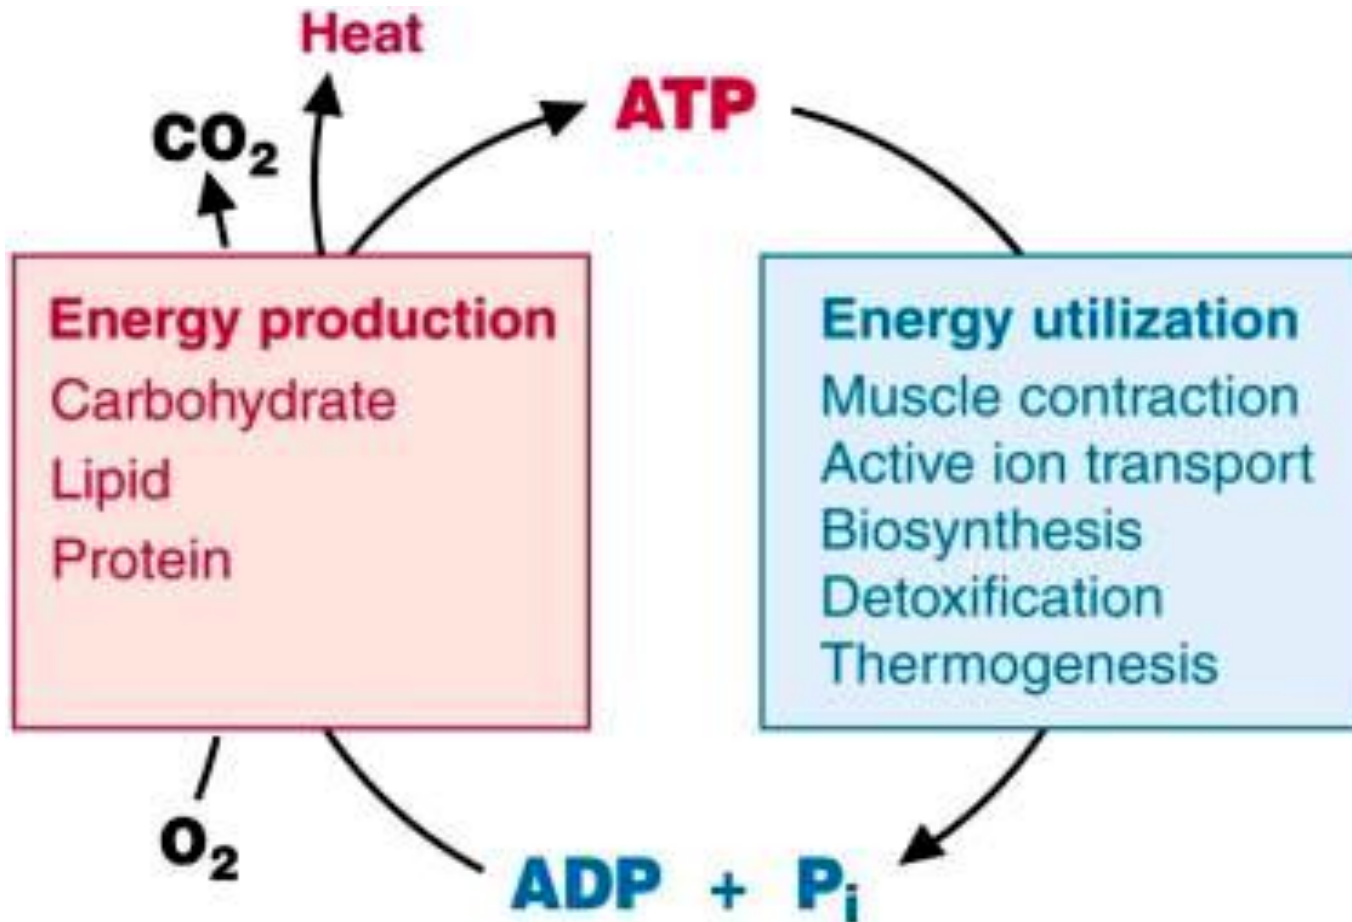 Heat
CO₂
ATP
Energy production
Carbohydrate
Lipid
Protein
Energy utilization
Muscle contraction
Active ion transport
Biosynthesis
Detoxification
Thermogenesis
O₂
ADP + Pᵢ